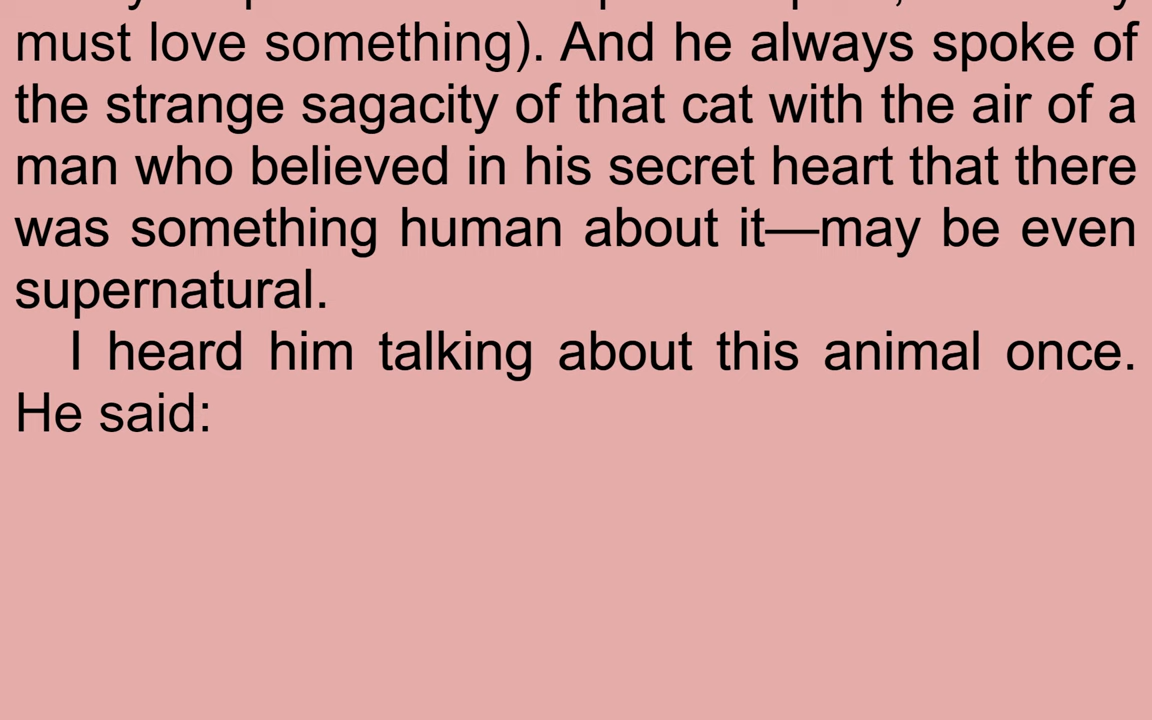 must love something). And he always spoke of
the strange sagacity of that cat with the air of a
man who believed in his secret heart that there
was something human about it—may be even
supernatural.
I heard him talking about this animal once.
He said: